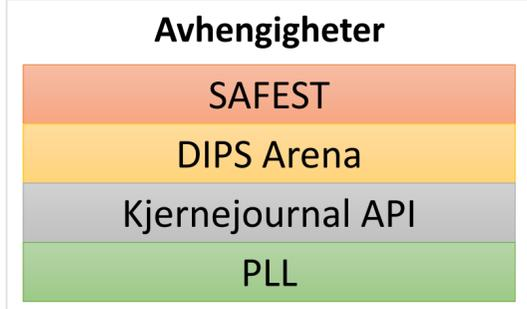 Avhengigheter
SAFEST
DIPS Arena
Kjernejournal API
PLL